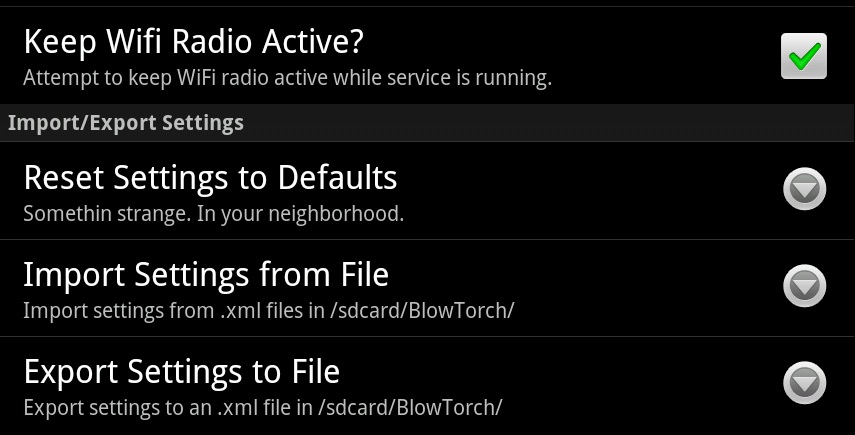 Keep Wifi Radio Active?
Attempt to keep WiFi radio active while service is running.
Import/Export Settings
Reset Settings to Defaults
Somethin strange. In your neighborhood.
Import Settings from File
Import settings from .xml files in /sdcard/BlowTorch/
Export Settings to File
Export settings to an .xml file in /sdcard/BlowTorch/